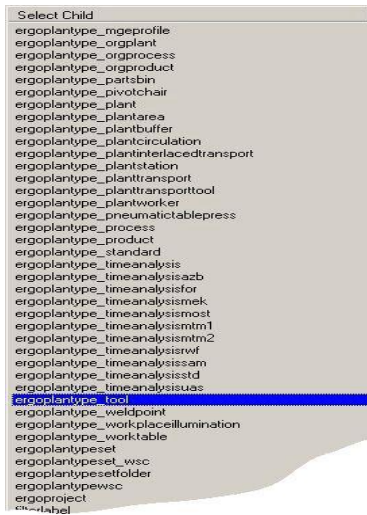 Select Child
ergoplantype_mgeprofile
ergoplantype_orgplant
ergoplantype_orgprocess
ergoplantype_orgproduct
ergoplantype_partsbin
ergoplantype_pivotchair
ergoplantype_plant
ergoplantype_plantarea
ergoplantype_plantbuffer
ergoplantype_plantcirculation
ergoplantype_plantinterlacedtransport
ergoplantype_plantstation
ergoplantype_planttransport
ergoplantype_planttransporttool
ergoplantype_plantworker
ergoplantype_pneumatictablepress
ergoplantype_process
ergoplantype_product
ergoplantype_standard
ergoplantype_timeanalysis
ergoplantype_timeanalysisazb
ergoplantype_timeanalysisfor
ergoplantype_timeanalysismek
ergoplantype_timeanalysismost
ergoplantype_timeanalysismtm1
ergoplantype_timeanalysismtm2
ergoplantype_timeanalysisrwf
ergoplantype_timeanalysissam
ergoplantype_timeanalysisstd
ergoplantype_timeanalysisuas
ergoplantype_tool
ergoplantype_weldpoint
ergoplantype_workplaceillumination
ergoplantype_worktable
ergoplantypeset
ergoplantypeset_wsc
ergoplantypesetfolder
ergoplantypewsc
ergoproject
filterlabel